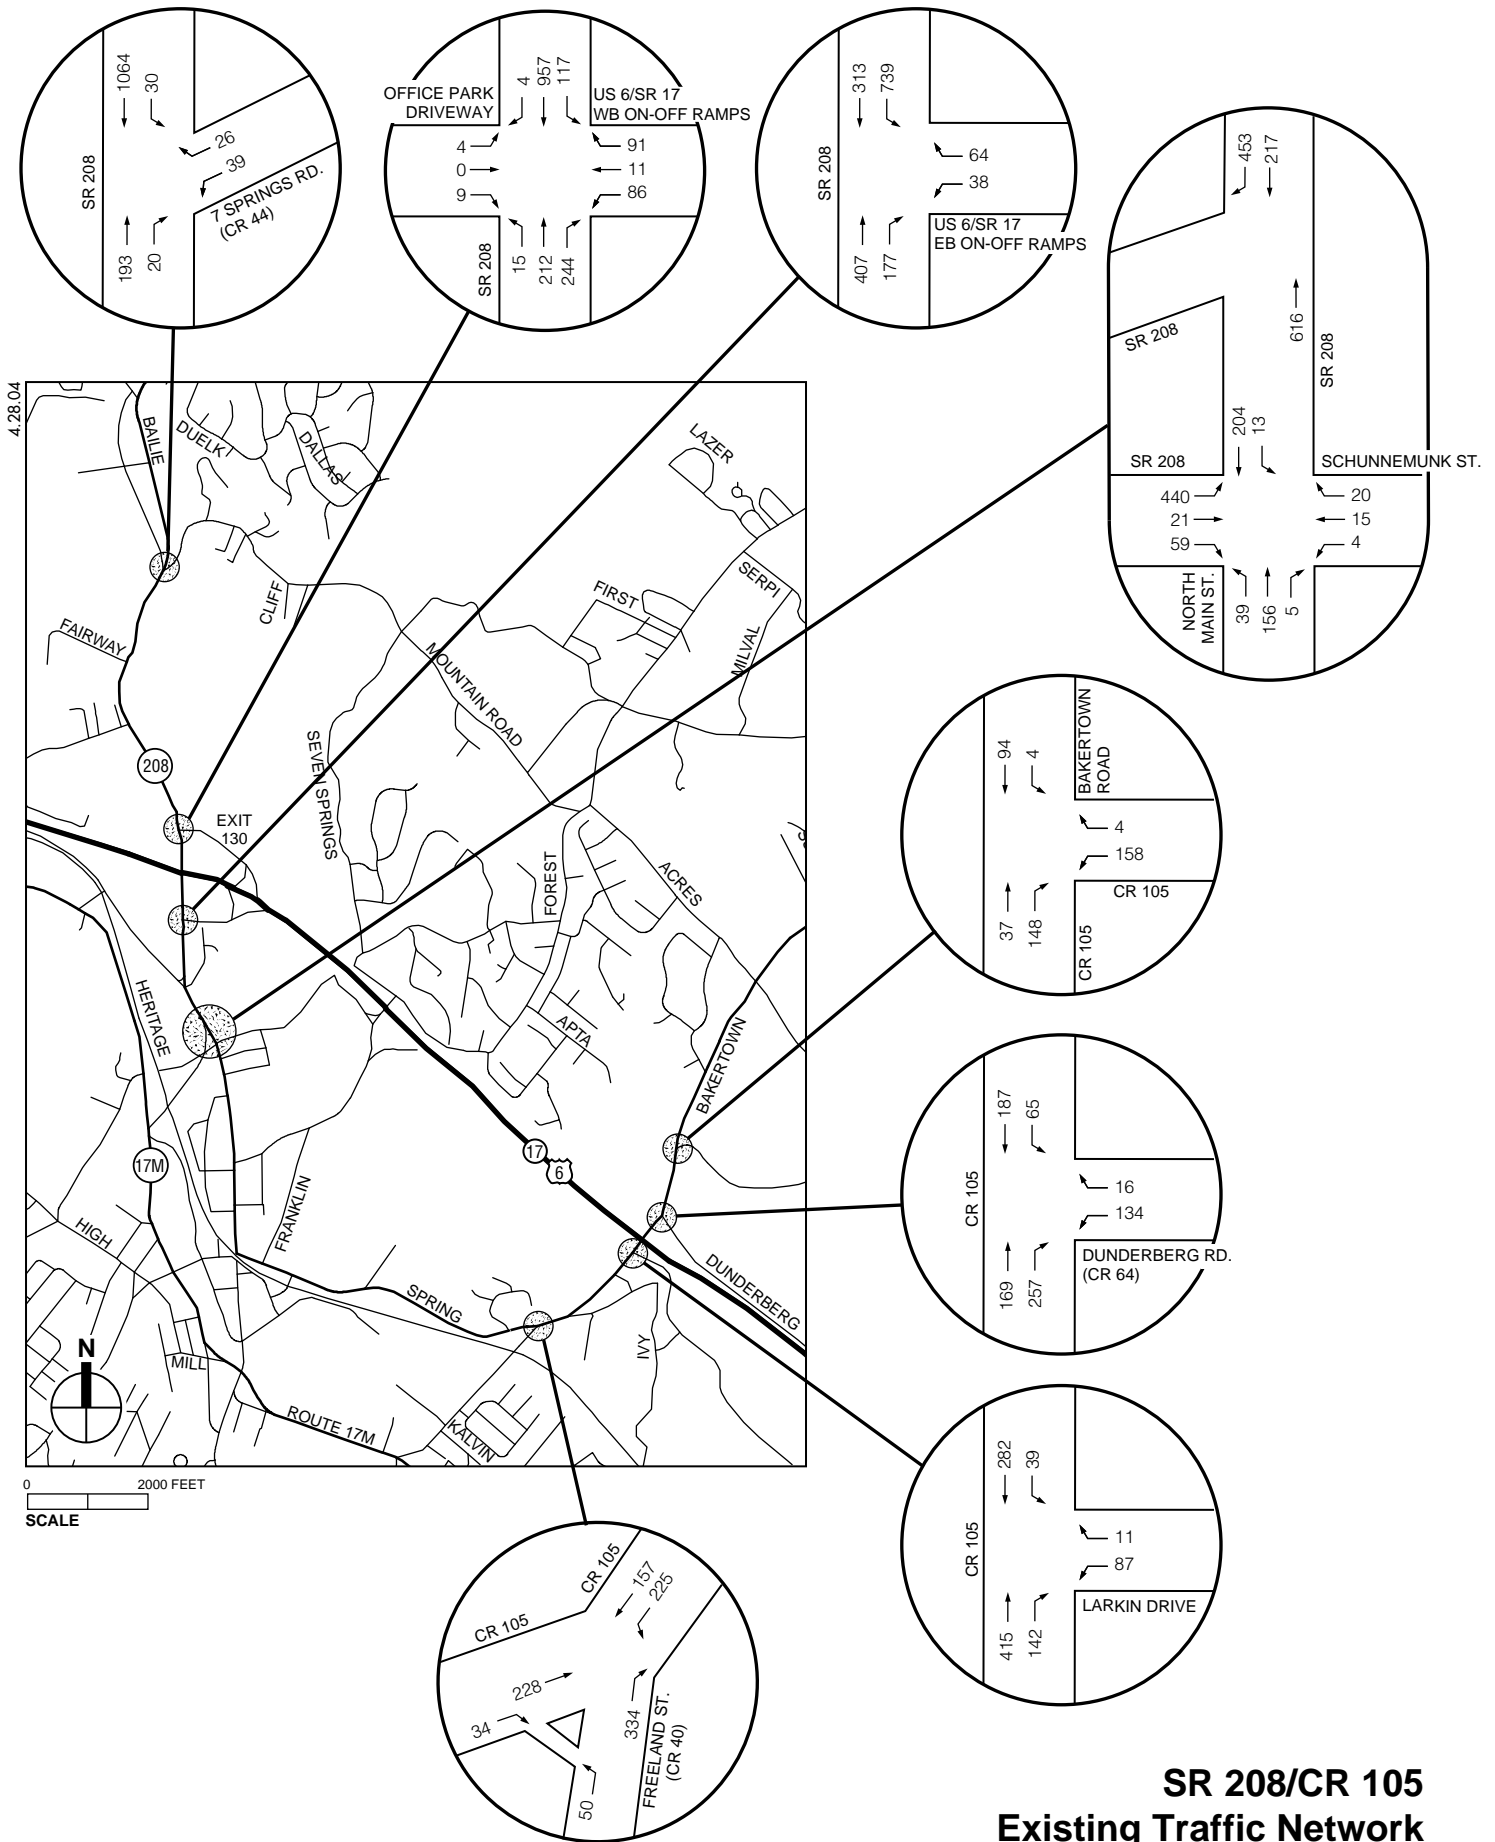 1064
30
26
39
SR 208
7 SPRINGS RD.
(CR 44)
193
20
OFFICE PARK
DRIVEWAY
4
957
117
US 6/SR 17
WB ON-OFF RAMPS
4
0
9
91
11
86
SR 208
15
212
244
313
739
SR 208
64
38
US 6/SR 17
EB ON-OFF RAMPS
407
177
453
217
SR 208
616
SR 208
204
13
SR 208
SCHUNNEMUNK ST.
440
21
59
20
15
4
NORTH
MAIN ST.
39
156
5
4.28.04
BAILIE
DUELK
DALLAS
LAZER
SERPI
CLIFF
FIRST
FAIRWAY
MILVAL
MOUNTAIN ROAD
SEVEN SPRINGS
208
EXIT
130
FOREST
ACRES
HERITAGE
APTA
BAKERTOWN
17
6
17M
FRANKLIN
HIGH
SPRING
DUNDERBERG
IVY
N
MILL
ROUTE 17M
KALVIN
0
2000 FEET
SCALE
94
4
BAKERTOWN
ROAD
4
158
CR 105
37
148
CR 105
187
65
CR 105
16
134
DUNDERBERG RD.
(CR 64)
169
257
282
39
CR 105
11
87
LARKIN DRIVE
415
142
CR 105
CR 105
157
225
228
34
334
50
FREELAND ST.
(CR 40)
SR 208/CR 105
Existing Traffic Network